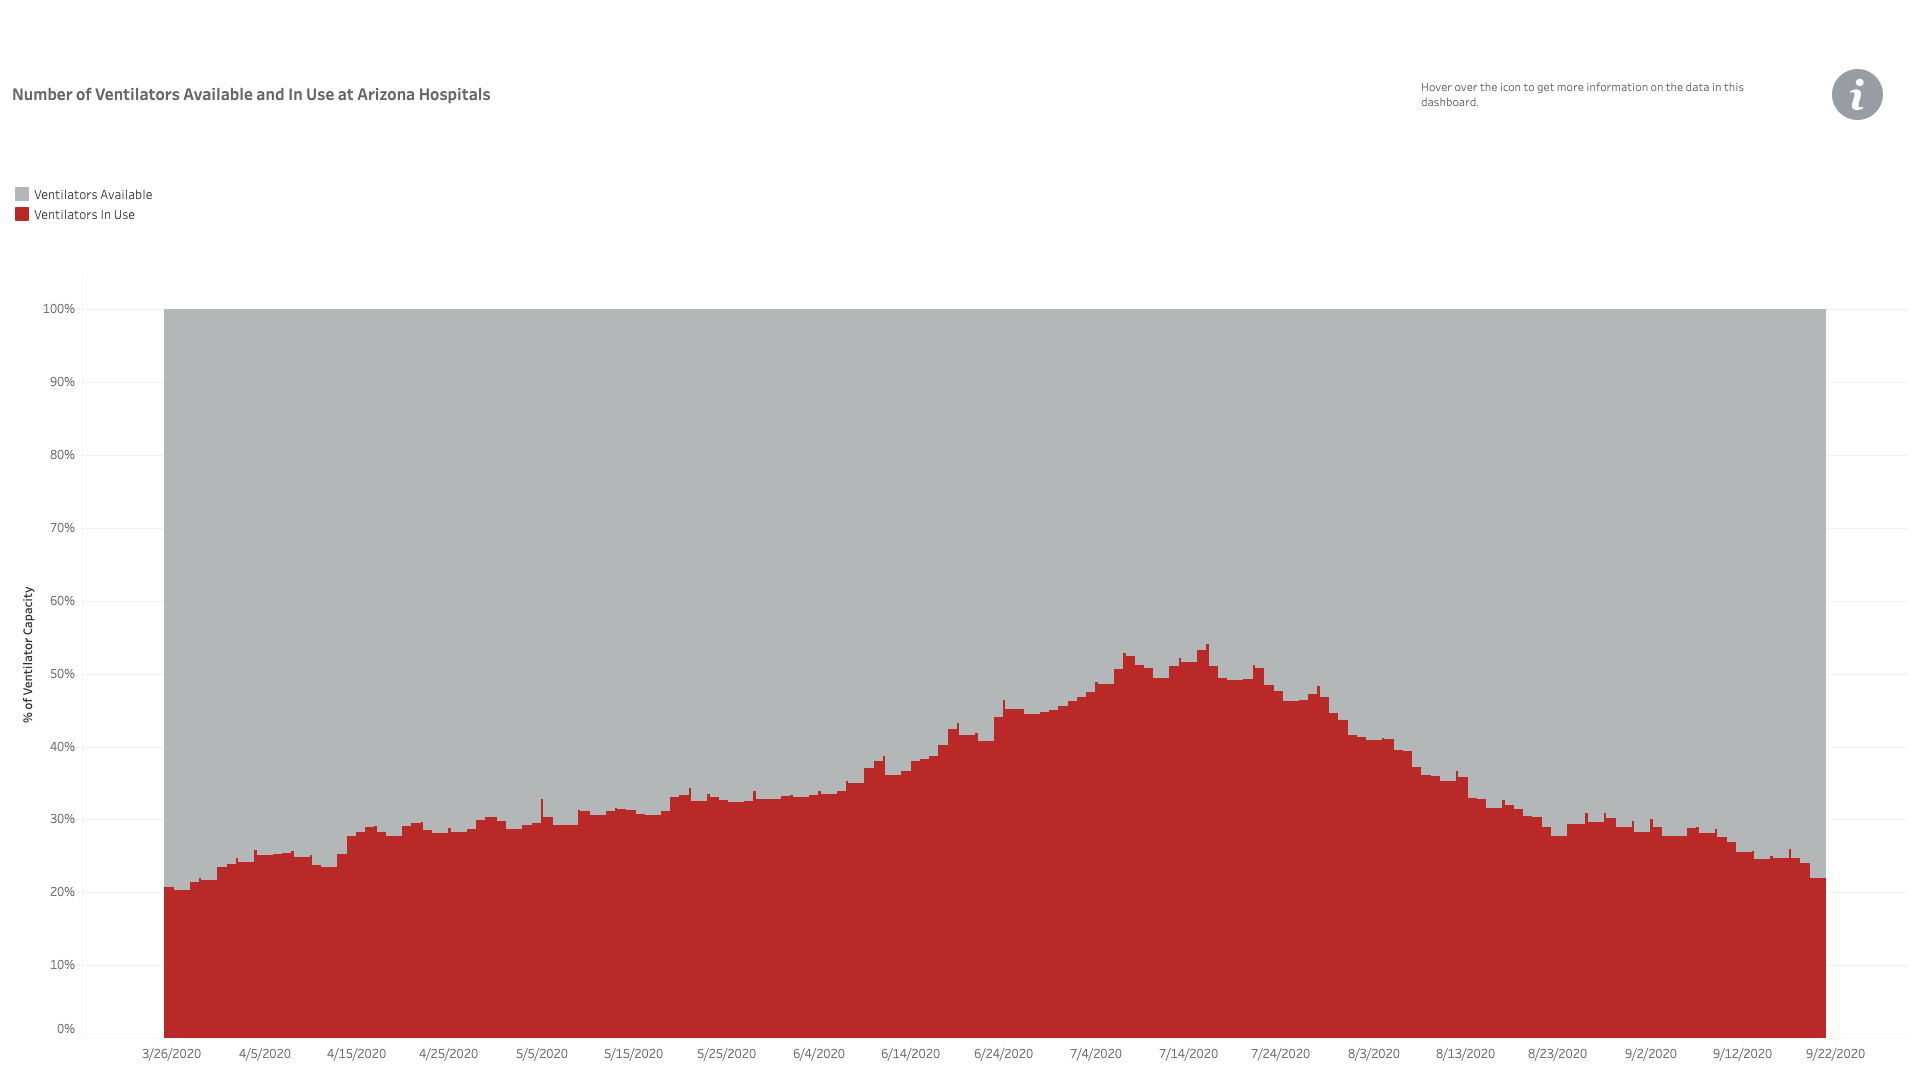 Number of Ventilators Available and In Use at Arizona Hospitals
Hover over the icon to get more information on the data in this
dashboard.
i
Ventilators Available
Ventilators In Use
% of Ventilator Capacity
100%
90%
80%
70%
60%
50%
40%
30%
20%
10%
0%
3/26/2020 4/5/2020 4/15/2020 4/25/2020 5/5/2020 5/15/2020 5/25/2020 6/4/2020 6/14/2020 6/24/2020 7/4/2020 7/14/2020 7/24/2020 8/3/2020 8/13/2020 8/23/2020 9/2/2020 9/12/2020 9/22/2020